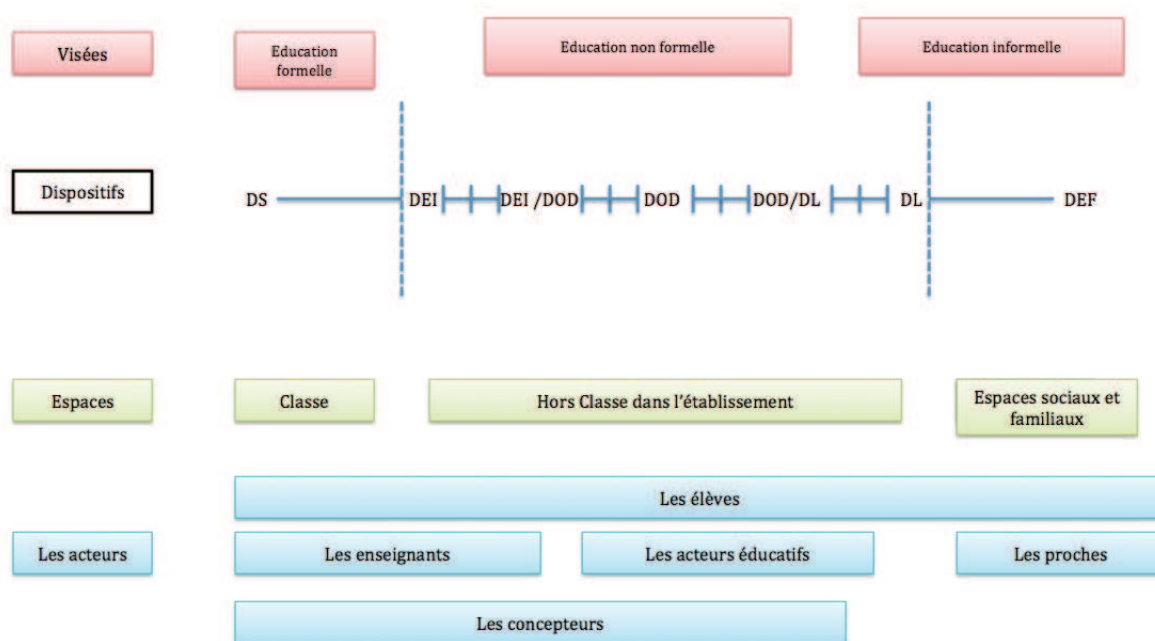 Visées
Education
formelle
Education non formelle
Education informelle
Dispositifs
DS
DEI
DEI /DOD
DOD
DOD/DL
DL
DEF
Espaces
Classe
Hors Classe dans l'établissement
Espaces sociaux et
familiaux
Les élèves
Les acteurs
Les enseignants
Les acteurs éducatifs
Les proches
Les concepteurs